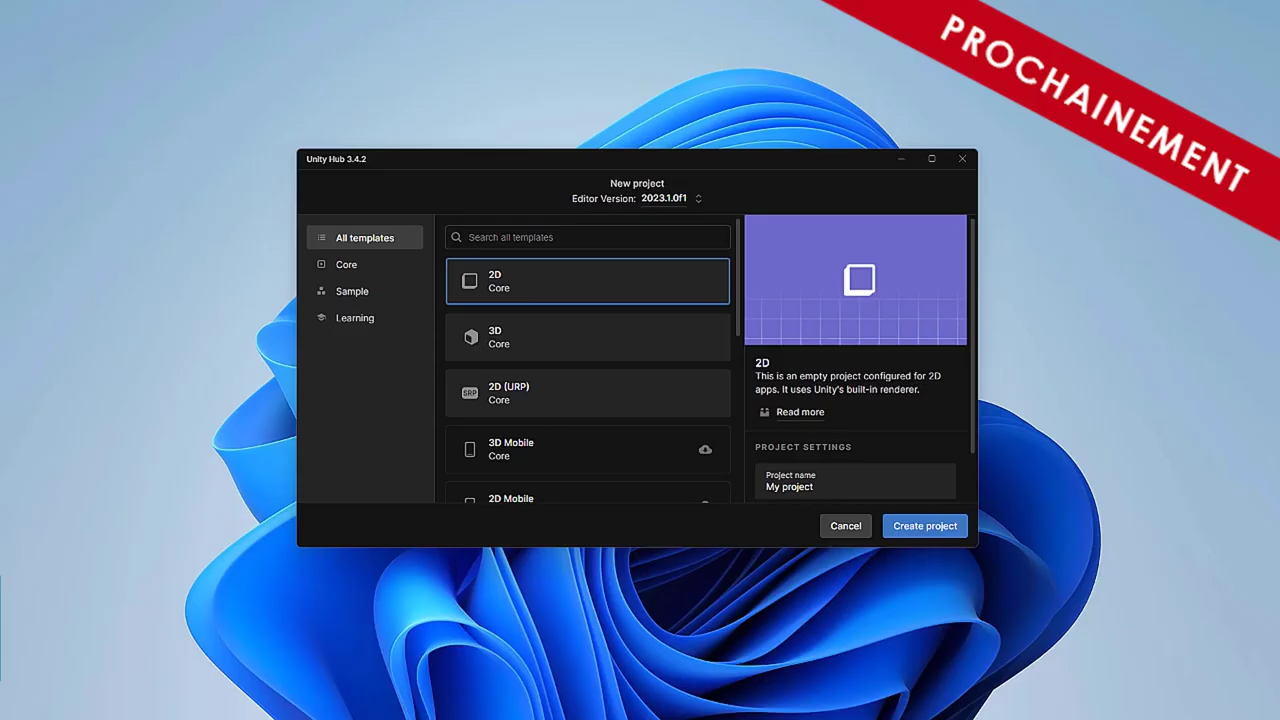 PROCHAINEMENT
Unity Hub 3.4.2
New project
Editor Version: 2023.1.0f1
All templates
Core
Sample
Learning
Search all templates
2D
Core
3D
Core
SRP
2D (URP)
Core
3D Mobile
Core
2D Mobile
2D
This is an empty project configured for 2D
apps. It uses Unity's built-in renderer.
Read more
PROJECT SETTINGS
Project name
My project
Cancel
Create project